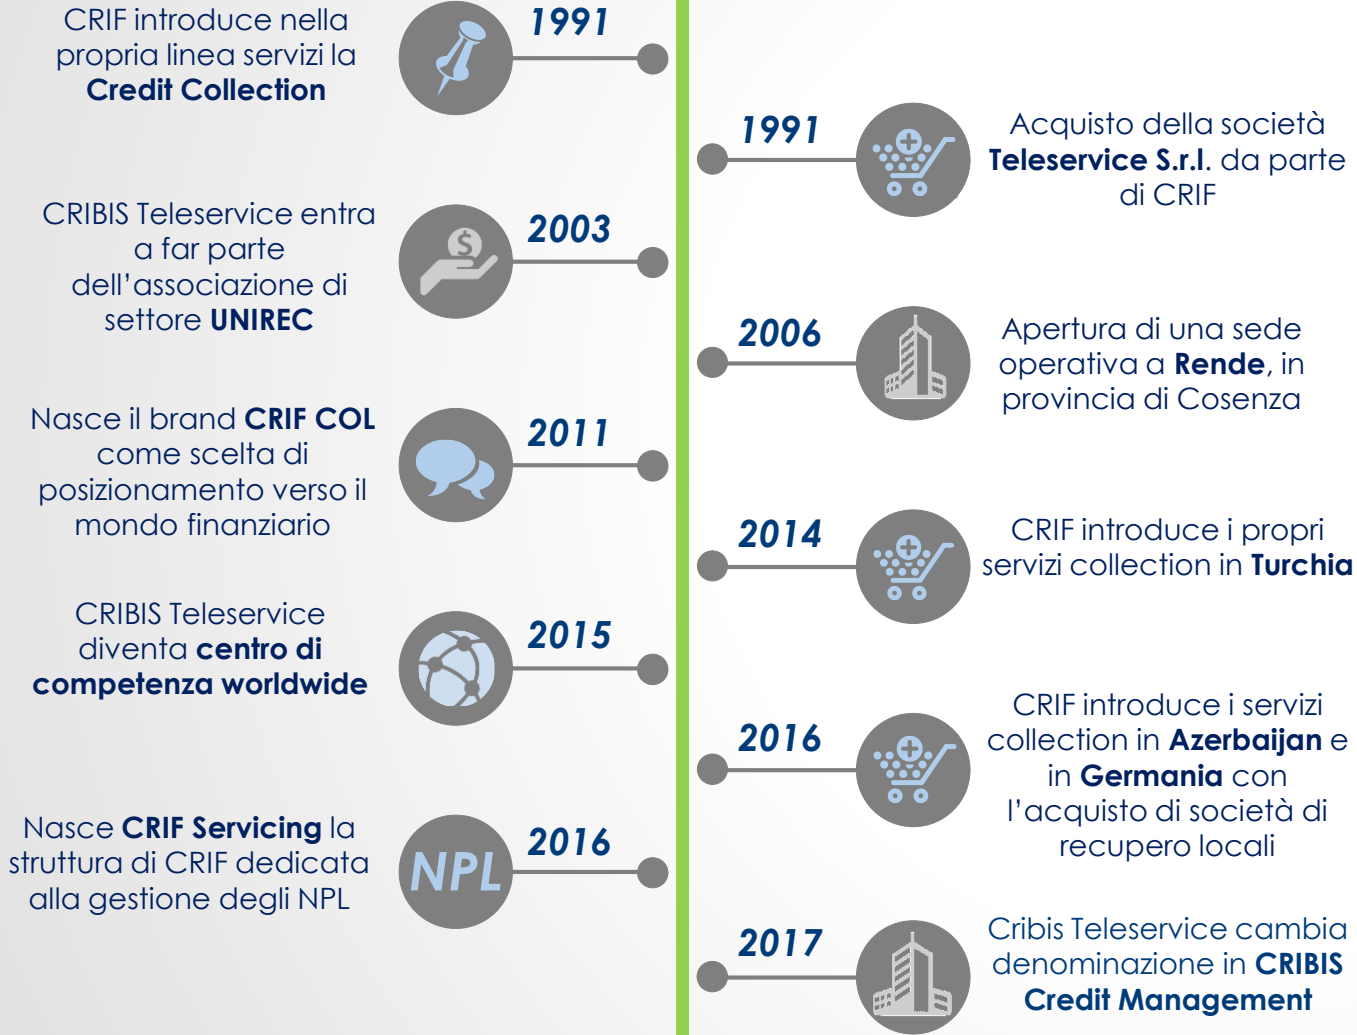 CRIF introduce nella
propria linea servizi la
Credit Collection
1991
1991
Acquisto della società
Teleservice S.r.l. da parte
di CRIF
CRIBIS Teleservice entra
a far parte
dell’associazione di
settore UNIREC
2003
2006
Apertura di una sede
operativa a Rende, in
provincia di Cosenza
Nasce il brand CRIF COL
come scelta di
posizionamento verso il
mondo finanziario
2011
2014
CRIF introduce i propri
servizi collection in Turchia
CRIBIS Teleservice
diventa centro di
competenza worldwide
2015
2016
CRIF introduce i servizi
collection in Azerbaijan e
in Germania con
l’acquisto di società di
recupero locali
Nasce CRIF Servicing la
struttura di CRIF dedicata
alla gestione degli NPL
NPL
2016
2017
Cribis Teleservice cambia
denominazione in CRIBIS
Credit Management